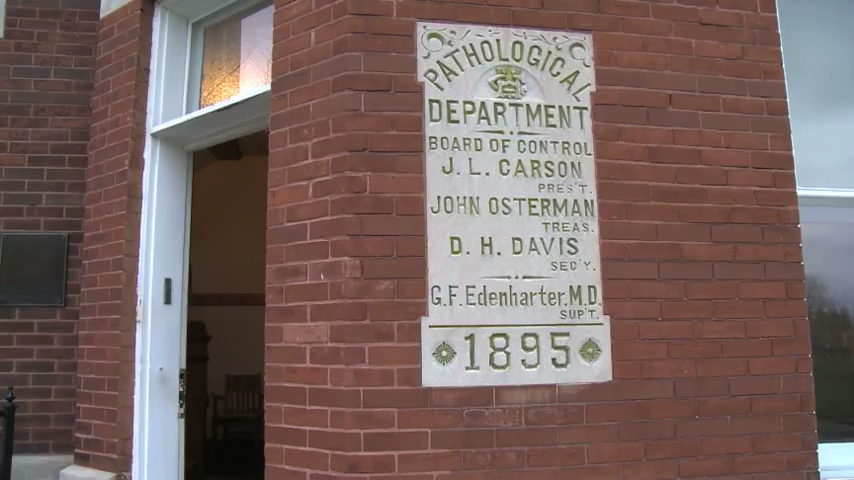 PATHOLOGICAL
DEPARTMENT
BOARD OF CONTROL
J. L. CARSON
PRES'T.
JOHN OSTERMAN
TREAS.
D. H. DAVIS
SEC'Y.
G.F. Edenharter, M.D.
SUP'T.
1895